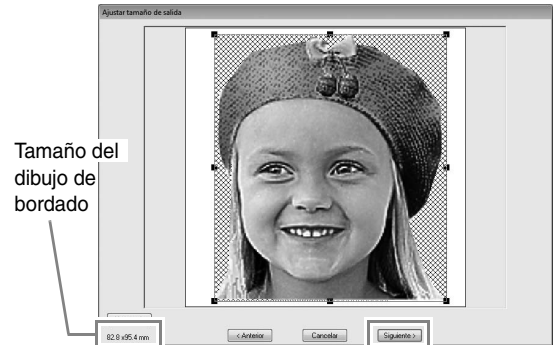 Ajustar tamaño de salida
Tamaño del
dibujo de
bordado
82.8 x95.4 mm
< Anterior
Cancelar
Siguiente >